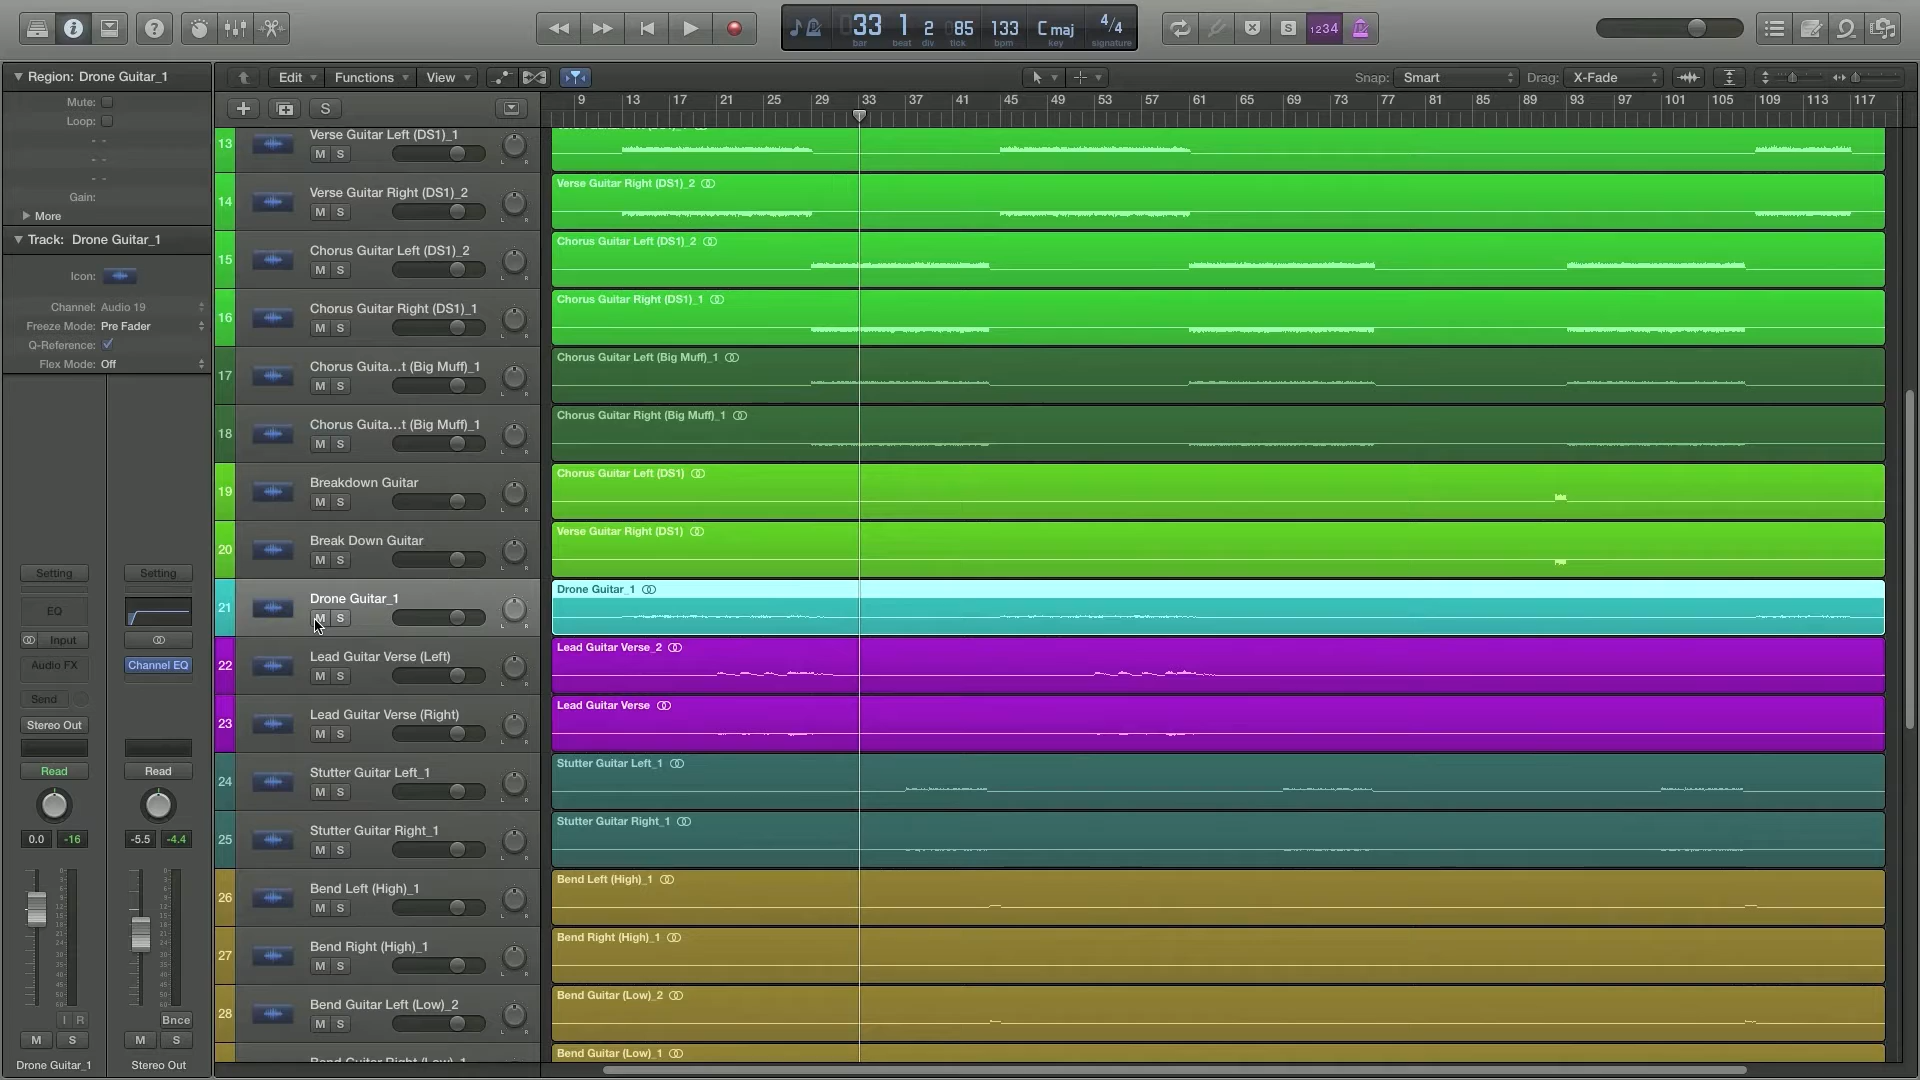 33 1 2 85 133 C maj 4/4
bar beat div tick bpm key signature
S
1234
Region: Drone Guitar_1
Edit
Functions
View
Snap: Smart
Drag: X-Fade
Mute:
Loop:
- -
- -
- -
Gain:
More
Track: Drone Guitar_1
Icon:
Channel: Audio 19
Freeze Mode: Pre Fader
Q-Reference:
Flex Mode: Off
S
9 13 17 21 25 29 33 37 41 45 49 53 57 61 65 69 73 77 81 85 89 93 97 101 105 109 113 117
13 Verse Guitar Left (DS1)_1
M S
14 Verse Guitar Right (DS1)_2
M S
Verse Guitar Right (DS1)_2
15 Chorus Guitar Left (DS1)_2
M S
Chorus Guitar Left (DS1)_2
16 Chorus Guitar Right (DS1)_1
M S
Chorus Guitar Right (DS1)_1
17 Chorus Guita...t (Big Muff)_1
M S
Chorus Guitar Left (Big Muff)_1
18 Chorus Guita...t (Big Muff)_1
M S
Chorus Guitar Right (Big Muff)_1
19 Breakdown Guitar
M S
Chorus Guitar Left (DS1)
20 Break Down Guitar
M S
Verse Guitar Right (DS1)
21 Drone Guitar_1
M S
Drone Guitar_1
22 Lead Guitar Verse (Left)
M S
Lead Guitar Verse_2
23 Lead Guitar Verse (Right)
M S
Lead Guitar Verse
24 Stutter Guitar Left_1
M S
Stutter Guitar Left_1
25 Stutter Guitar Right_1
M S
Stutter Guitar Right_1
26 Bend Left (High)_1
M S
Bend Left (High)_1
27 Bend Right (High)_1
M S
Bend Right (High)_1
28 Bend Guitar Left (Low)_2
M S
Bend Guitar (Low)_2
Bend Guitar Right (Low)_1
Bend Guitar (Low)_1
Setting Setting
EQ
Input
Audio FX Channel EQ
Send
Stereo Out
Read Read
0.0 -16 -5.5 -4.4
I R Bnce
M S M S
Drone Guitar_1 Stereo Out